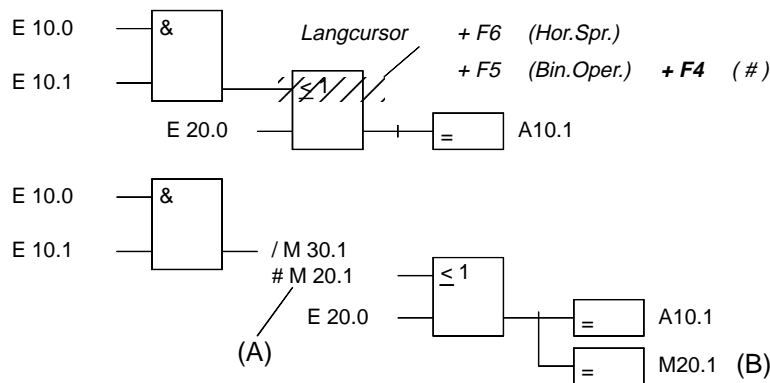 E 10.0 & Langcursor + F6 (Hor.Spr.)
E 10.1 + F5 (Bin.Oper.) + F4 (#)
≤ 1
E 20.0 = A10.1
E 10.0 &
E 10.1 / M 30.1
# M 20.1 ≤ 1
E 20.0 = A10.1
(A) = M20.1 (B)